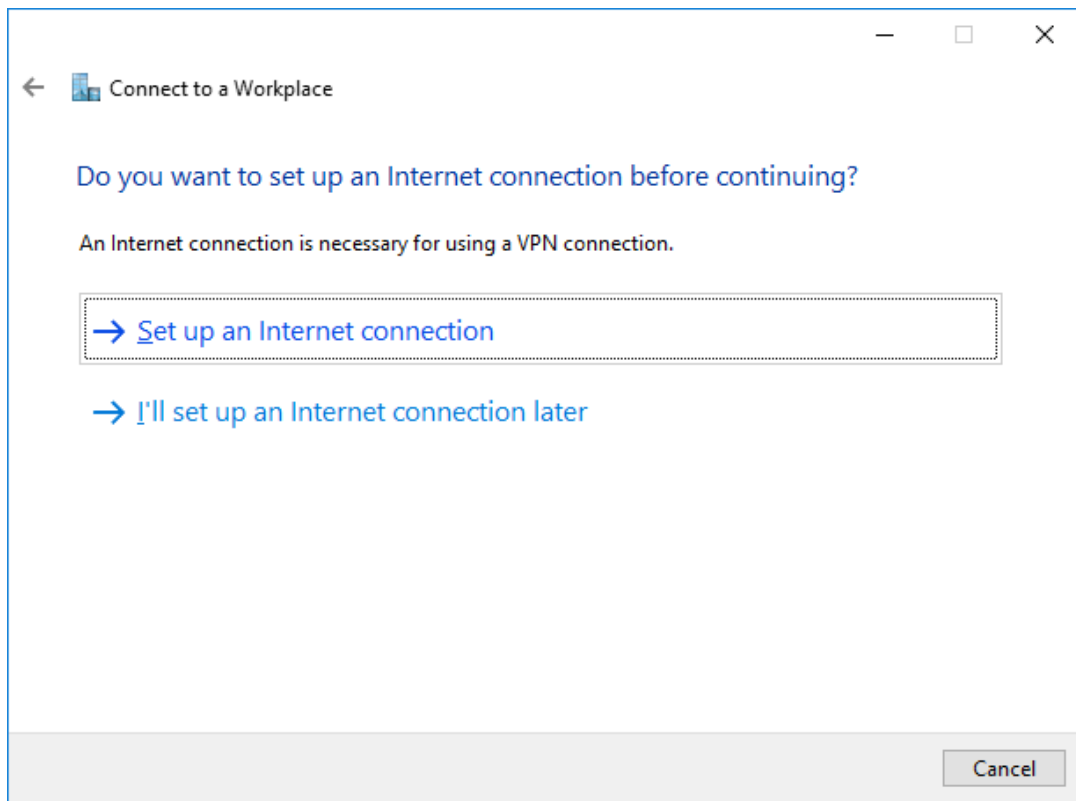 Connect to a Workplace
Do you want to set up an Internet connection before continuing?
An Internet connection is necessary for using a VPN connection.
Set up an Internet connection
I'll set up an Internet connection later
Cancel